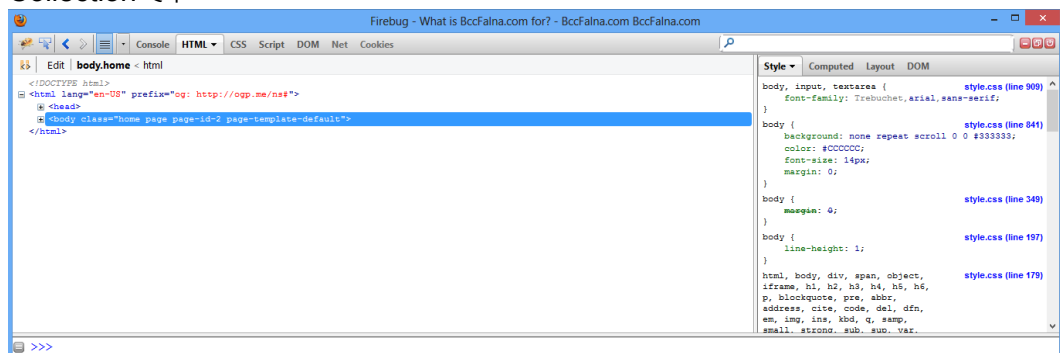 Firebug - What is BccFalna.com for? - BccFalna.com BccFalna.com
Console HTML CSS Script DOM Net Cookies
Edit body.home < html
Style Computed Layout DOM
<!DOCTYPE html>
<html lang="en-US" prefix="og: http://ogp.me/ns#">
<head>
<body class="home page page-id-2 page-template-default">
</html>
body, input, textarea { style.css (line 909)
font-family: Trebuchet,arial,sans-serif;
}
body { style.css (line 841)
background: none repeat scroll 0 0 #333333;
color: #CCCCCC;
font-size: 14px;
margin: 0;
}
body { style.css (line 349)
margin: 0;
}
body { style.css (line 197)
line-height: 1;
}
html, body, div, span, object, style.css (line 179)
iframe, h1, h2, h3, h4, h5, h6,
p, blockquote, pre, abbr,
address, cite, code, del, dfn,
em, img, ins, kbd, q, samp,
small, strong, sub, sup, var,
>>>